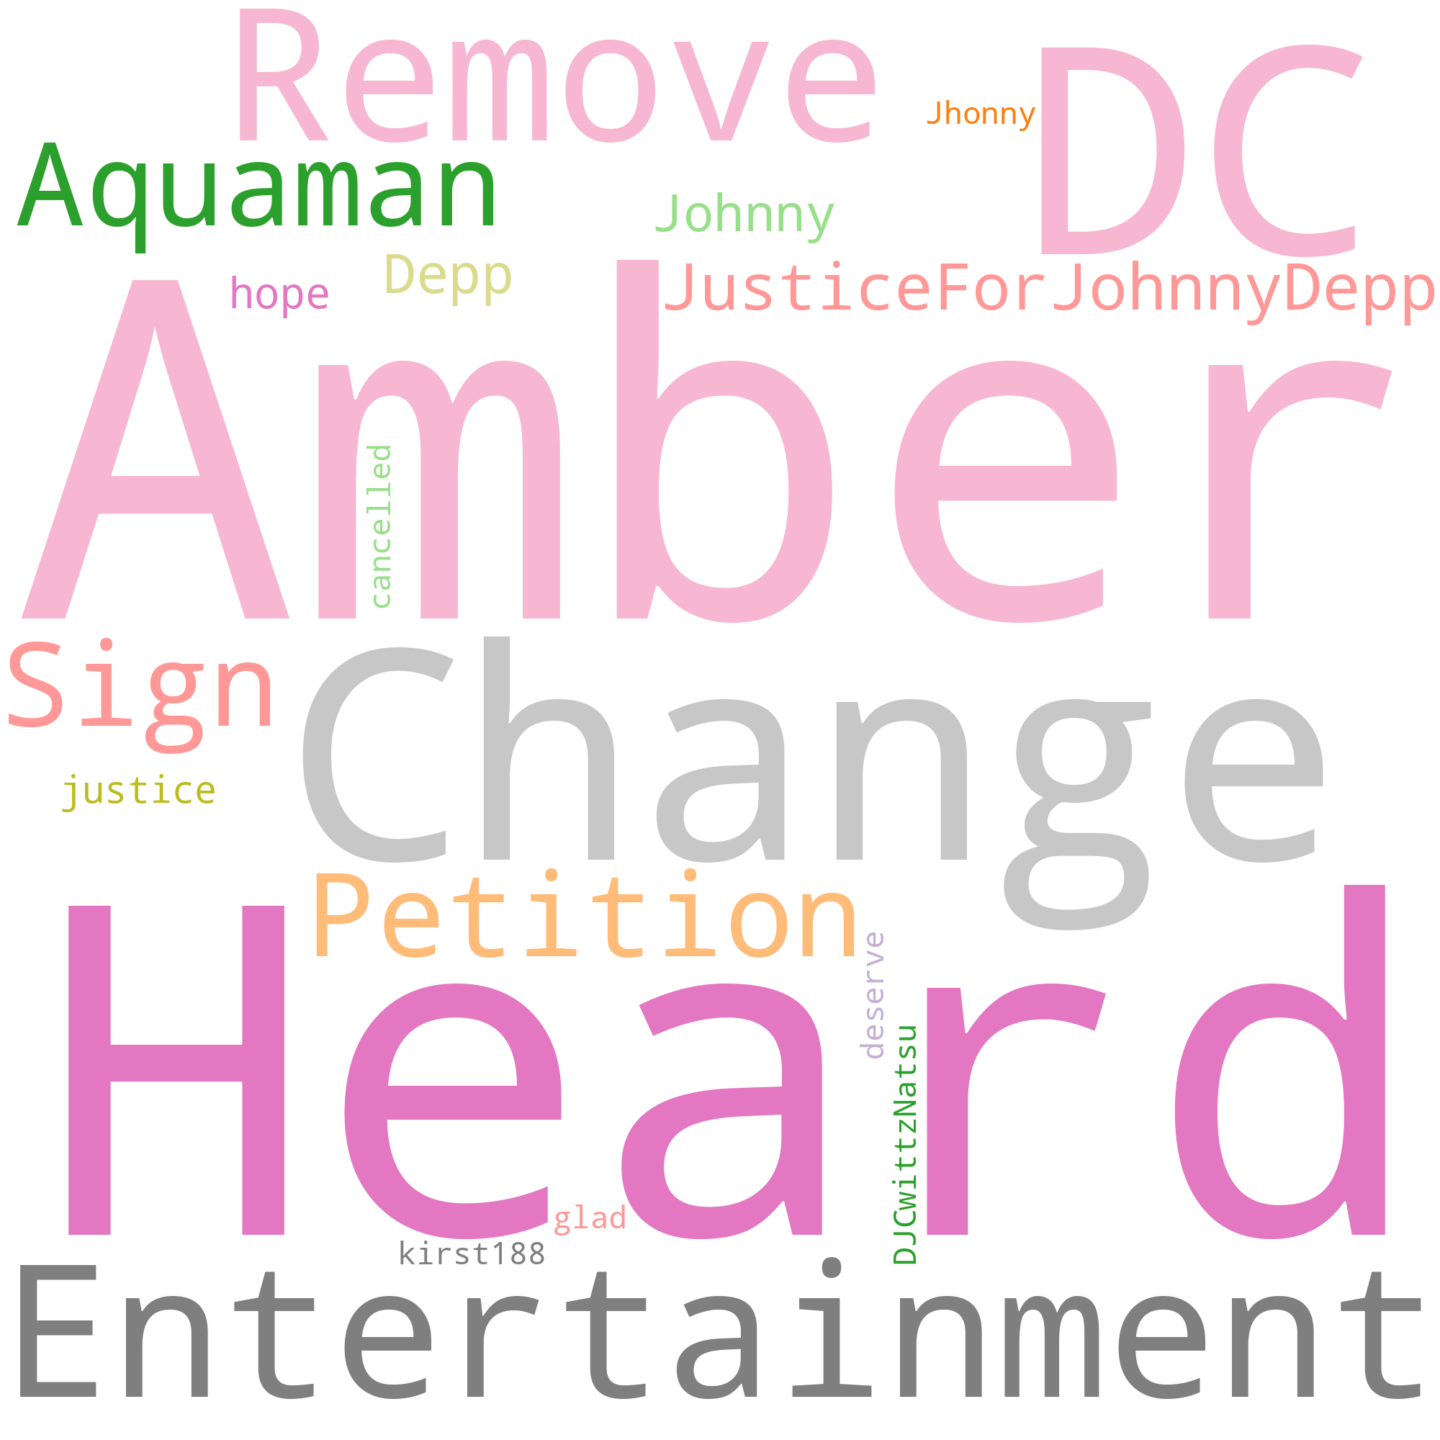 Remove
DC
Jhonny
Aquaman
Johnny
Depp
hope
JusticeForJohnnyDepp
Amber
cancelled
Sign
Change
justice
Petition
deserve
Heard
DJCwittzNatsu
glad
kirst188
Entertainment